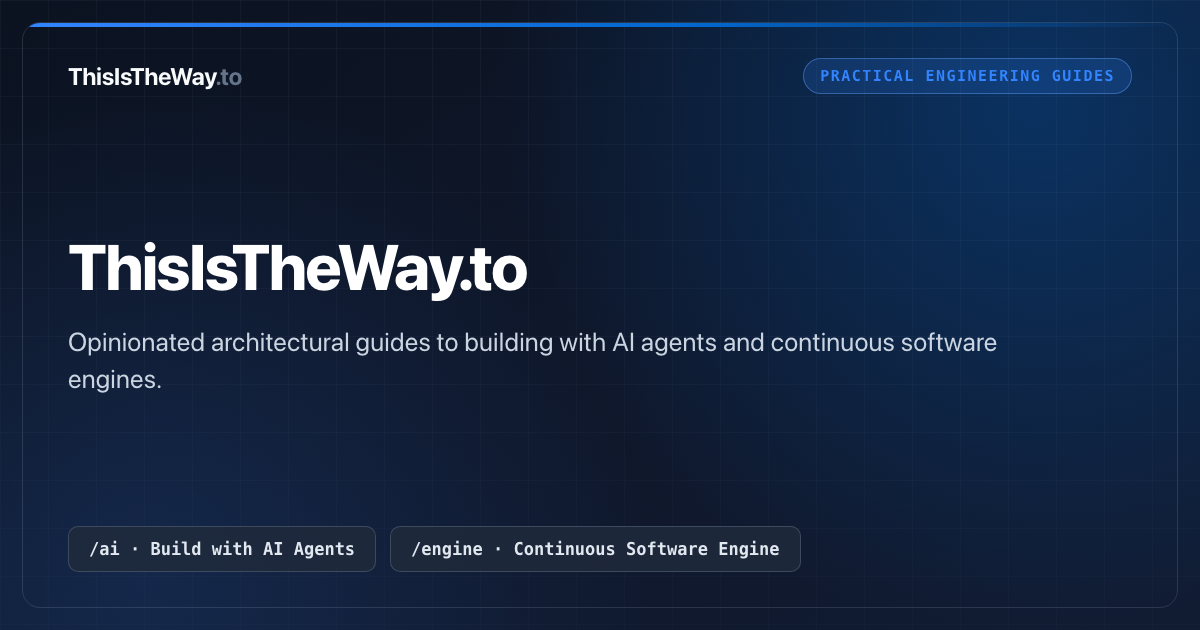 ThisIsTheWay.to
PRACTICAL ENGINEERING GUIDES
ThisIsTheWay.to
Opinionated architectural guides to building with AI agents and continuous software
engines.
/ai · Build with AI Agents
/engine · Continuous Software Engine